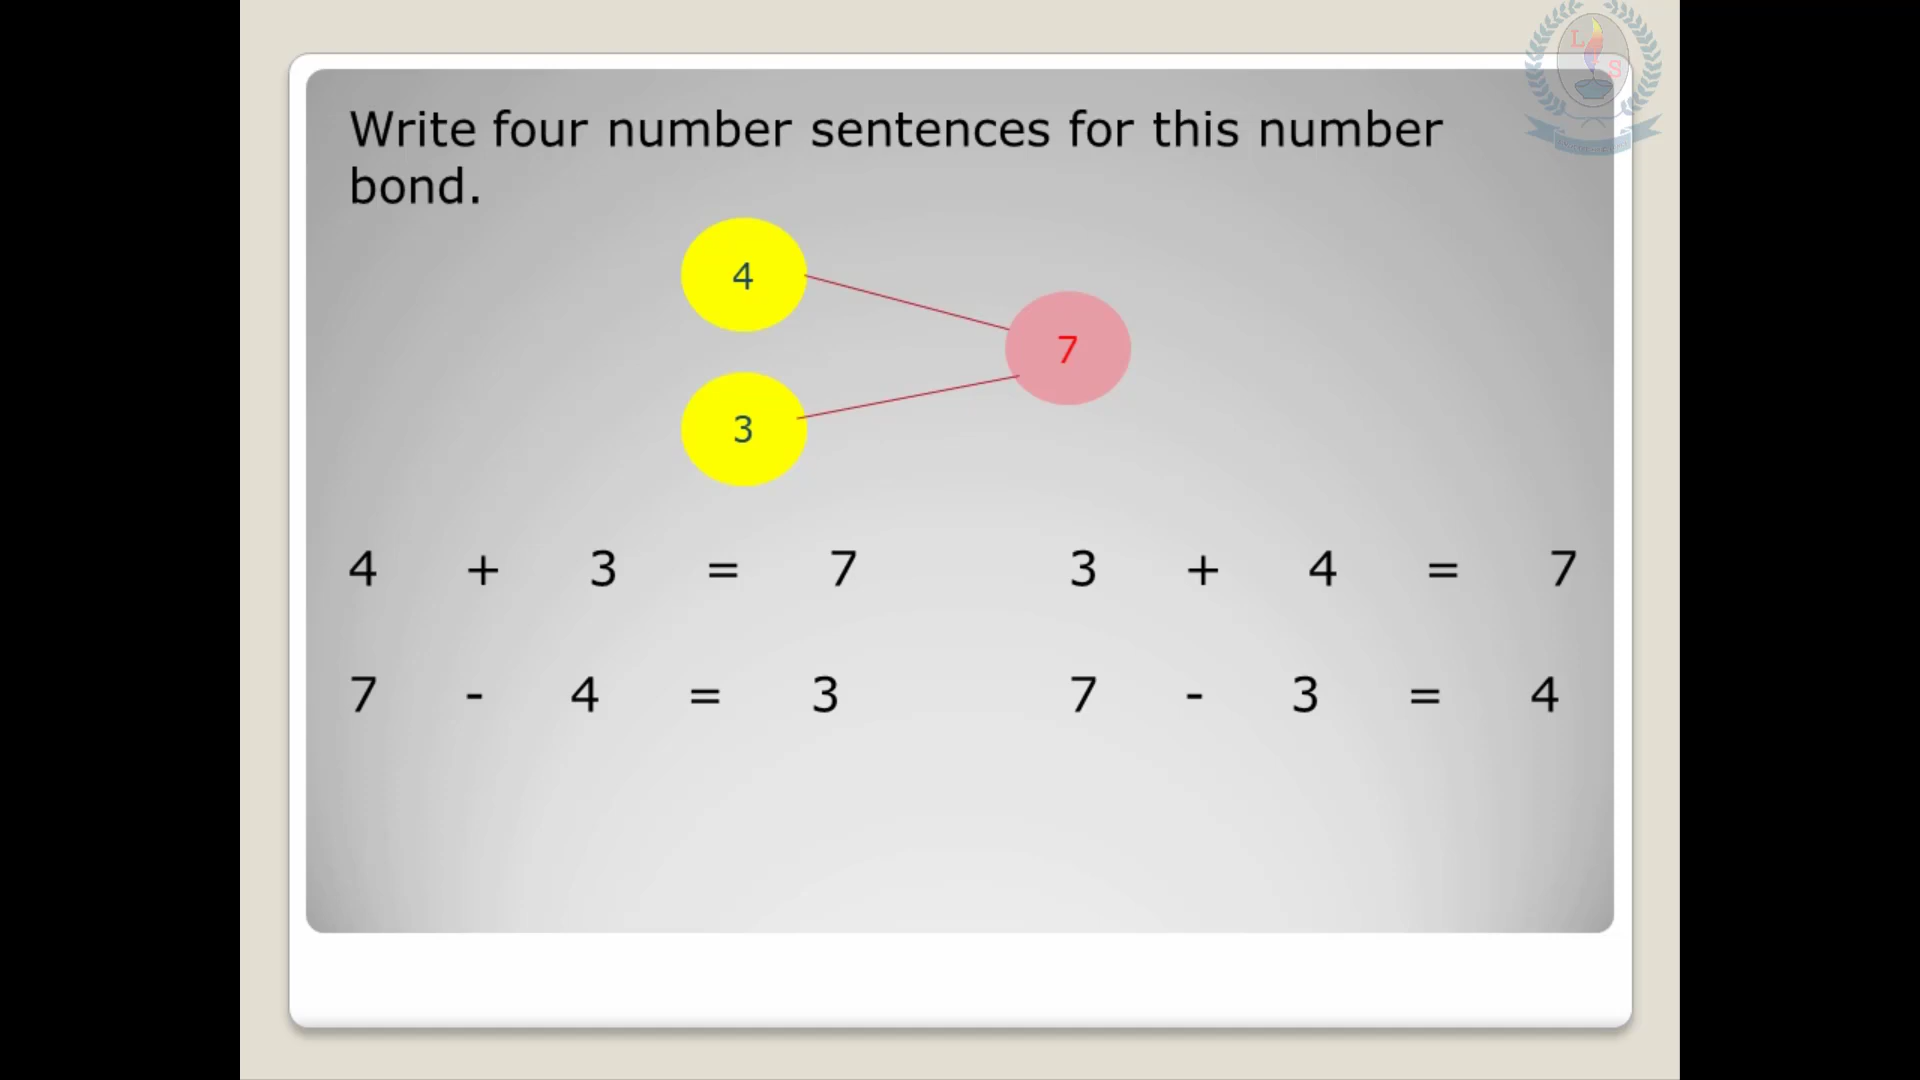 Write four number sentences for this number
bond.
4
7
3
4 + 3 = 7 3 + 4 = 7
7 - 4 = 3 7 - 3 = 4
L
I
S